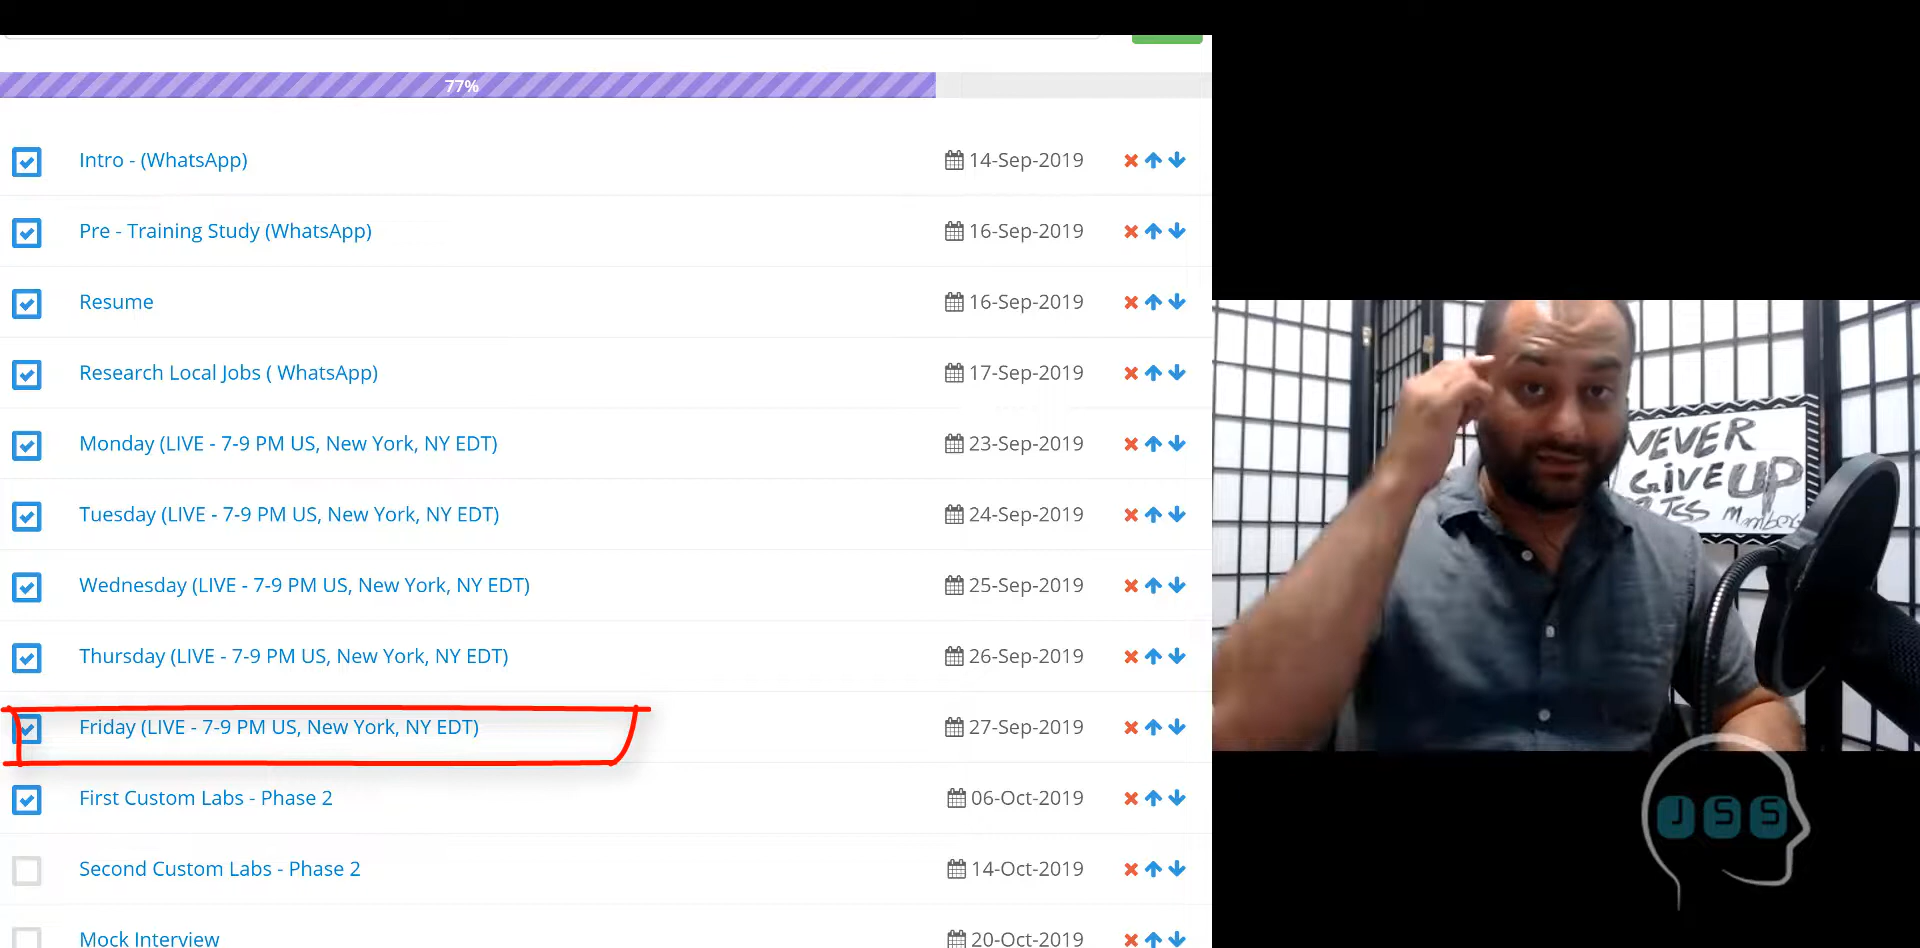 77%
Intro - (WhatsApp) 14-Sep-2019
Pre - Training Study (WhatsApp) 16-Sep-2019
Resume 16-Sep-2019
Research Local Jobs ( WhatsApp) 17-Sep-2019
Monday (LIVE - 7-9 PM US, New York, NY EDT) 23-Sep-2019
Tuesday (LIVE - 7-9 PM US, New York, NY EDT) 24-Sep-2019
Wednesday (LIVE - 7-9 PM US, New York, NY EDT) 25-Sep-2019
Thursday (LIVE - 7-9 PM US, New York, NY EDT) 26-Sep-2019
Friday (LIVE - 7-9 PM US, New York, NY EDT) 27-Sep-2019
First Custom Labs - Phase 2 06-Oct-2019
Second Custom Labs - Phase 2 14-Oct-2019
Mock Interview 20-Oct-2019
NEVER
GiVE UP
JSS
JSS